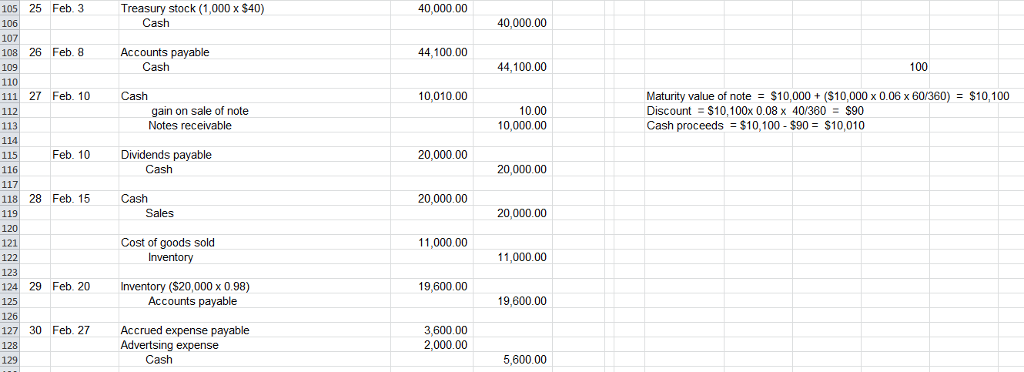 105 25 Feb. 3 Treasury stock (1,000 x $40) 40,000.00
106 Cash 40,000.00
107
108 26 Feb. 8 Accounts payable 44,100.00
109 Cash 44,100.00 100
110
111 27 Feb. 10 Cash 10,010.00 Maturity value of note = $10,000 + ($10,000 x 0.06 x 60/360) = $10,100
112 gain on sale of note 10.00 Discount = $10,100x 0.08 x 40/360 = $90
113 Notes receivable 10,000.00 Cash proceeds = $10,100 - $90 = $10,010
114
115 Feb. 10 Dividends payable 20,000.00
116 Cash 20,000.00
117
118 28 Feb. 15 Cash 20,000.00
119 Sales 20,000.00
120
121 Cost of goods sold 11,000.00
122 Inventory 11,000.00
123
124 29 Feb. 20 Inventory ($20,000 x 0.98) 19,600.00
125 Accounts payable 19,600.00
126
127 30 Feb. 27 Accrued expense payable 3,600.00
128 Advertsing expense 2,000.00
129 Cash 5,600.00